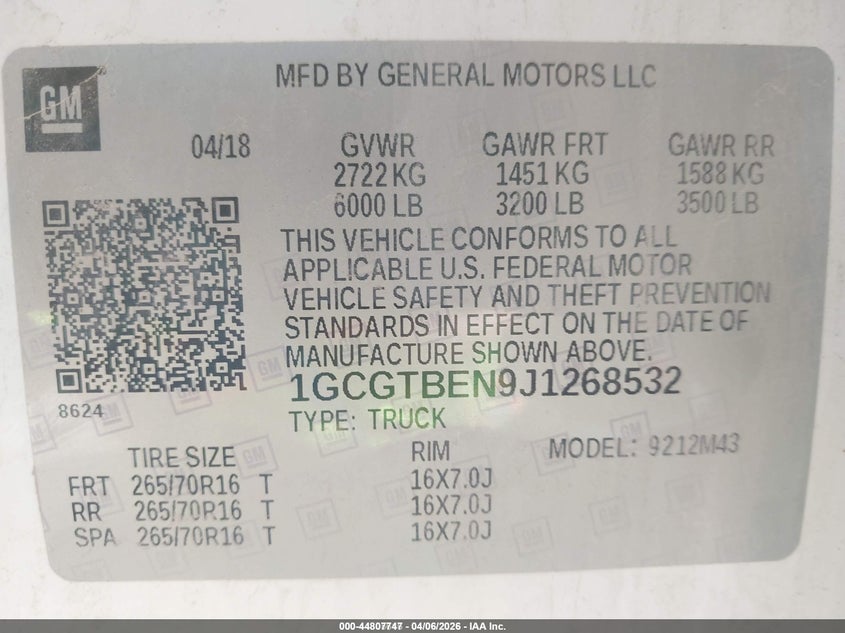 GM
MFD BY GENERAL MOTORS LLC
04/18 GVWR GAWR FRT GAWR RR
2722 KG 1451 KG 1588 KG
6000 LB 3200 LB 3500 LB
THIS VEHICLE CONFORMS TO ALL
APPLICABLE U.S. FEDERAL MOTOR
VEHICLE SAFETY AND THEFT PREVENTION
STANDARDS IN EFFECT ON THE DATE OF
MANUFACTURE SHOWN ABOVE.
1GCGTBEN9J1268532
8624
TYPE: TRUCK
TIRE SIZE RIM MODEL: 9212M43
FRT 265/70R16 T 16X7.0J
RR 265/70R16 T 16X7.0J
SPA 265/70R16 T 16X7.0J
000-44807747 - 04/06/2026 - IAA Inc.